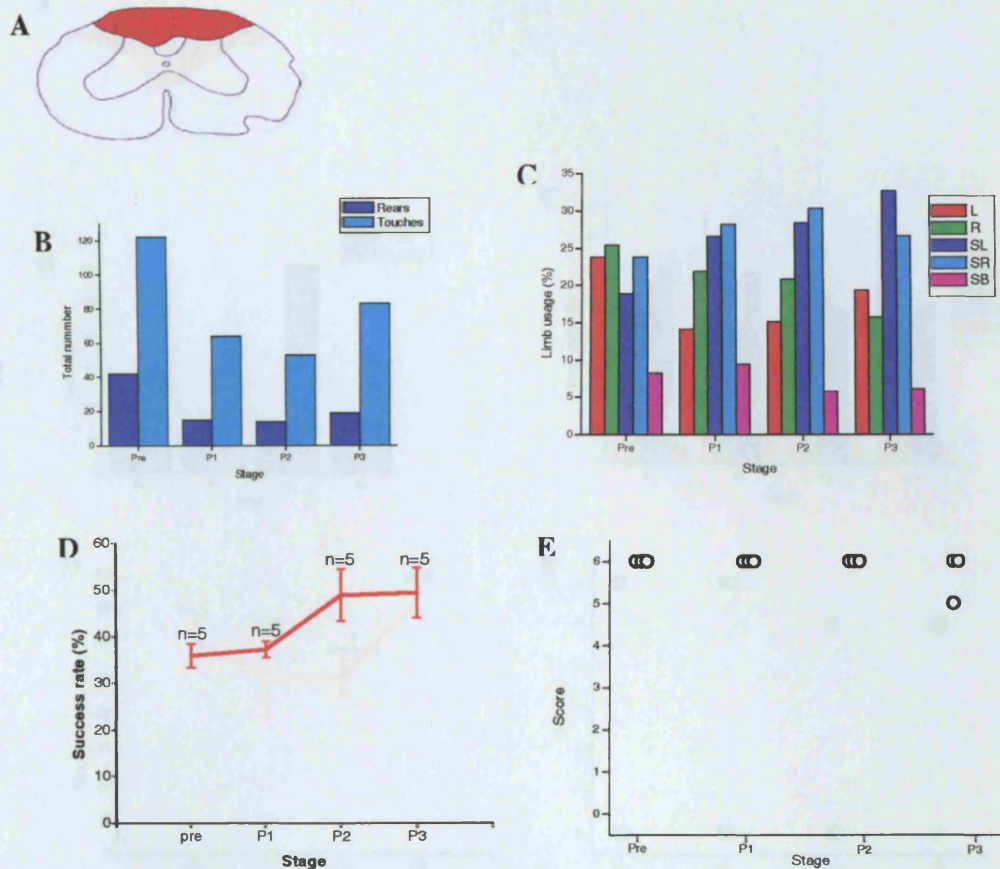 A
B
Rears
Touches
Total nummber
120
100
80
60
40
20
0
Pre
P1
P2
P3
Stage
C
L
R
SL
SR
SB
Limb usage (%)
35
30
25
20
15
10
5
0
Pre
P1
P2
P3
Stage
D
Success rate (%)
60
50
40
30
20
10
0
n=5
n=5
n=5
n=5
pre
P1
P2
P3
Stage
E
Score
6
5
4
3
2
1
0
Pre
P1
P2
P3
Stage